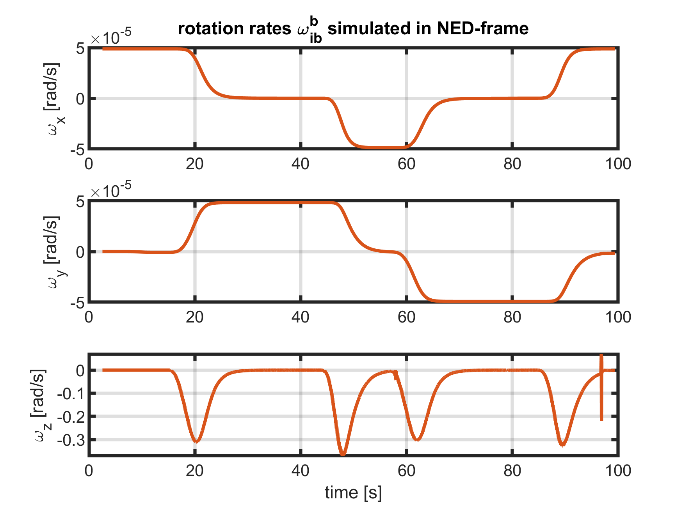 rotation rates ω_ib^b simulated in NED-frame
×10^-5
5
0
-5
ω_x [rad/s]
0 20 40 60 80 100
×10^-5
5
0
-5
ω_y [rad/s]
0 20 40 60 80 100
0
-0.1
-0.2
-0.3
ω_z [rad/s]
0 20 40 60 80 100
time [s]